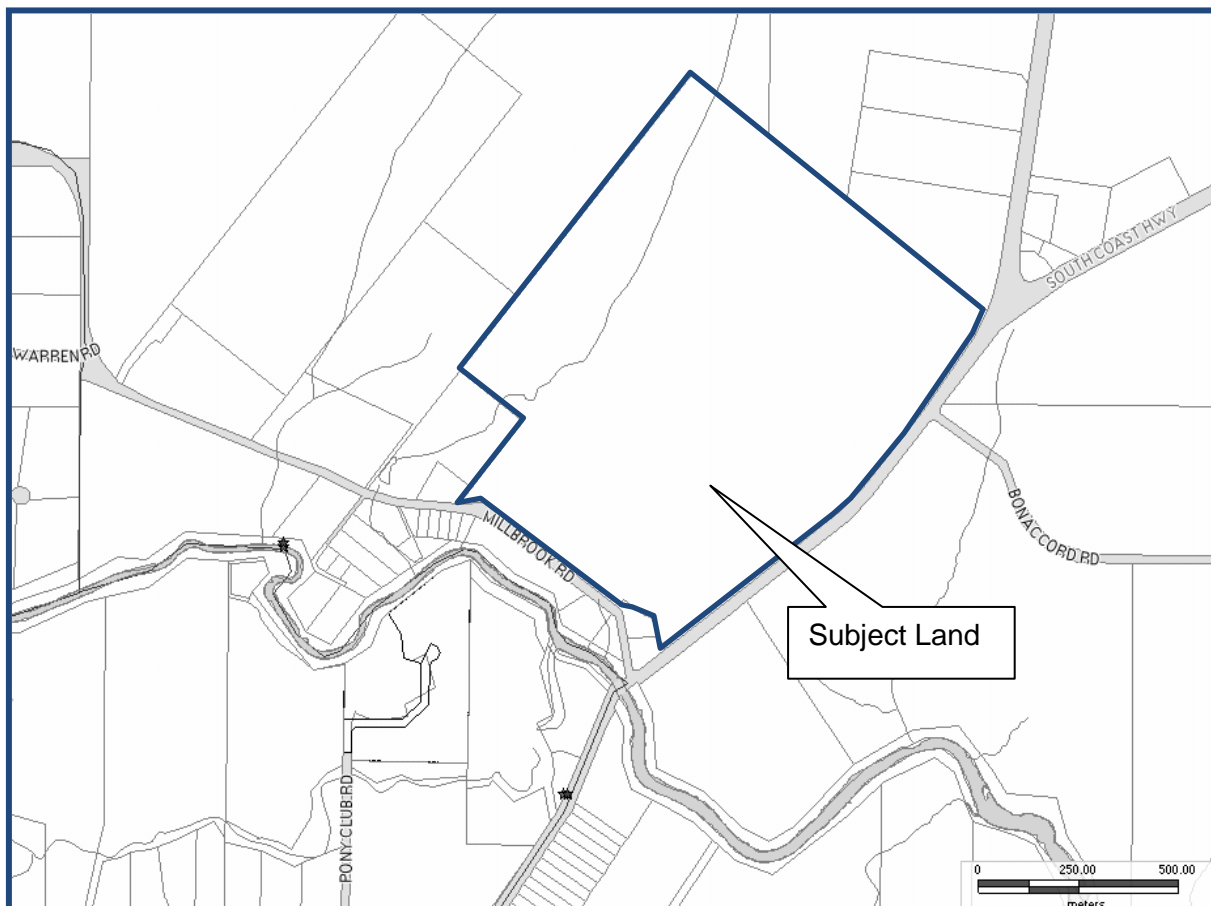 SOUTH COAST HWY
WARREN RD
MILLBROOK RD
BONACCORD RD
Subject Land
PONY CLUB RD
0 250.00 500.00
meters